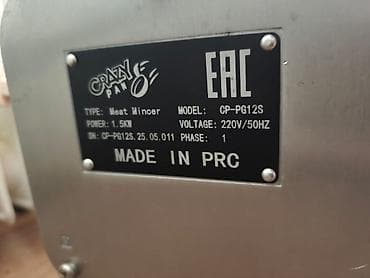 CRAZY
PAN
EAC
TYPE: Meat Mincer MODEL: CP-PG12S
POWER: 1.5KW VOLTAGE: 220V/50HZ
SN: CP-PG12S.25.05.011 PHASE: 1
MADE IN PRC